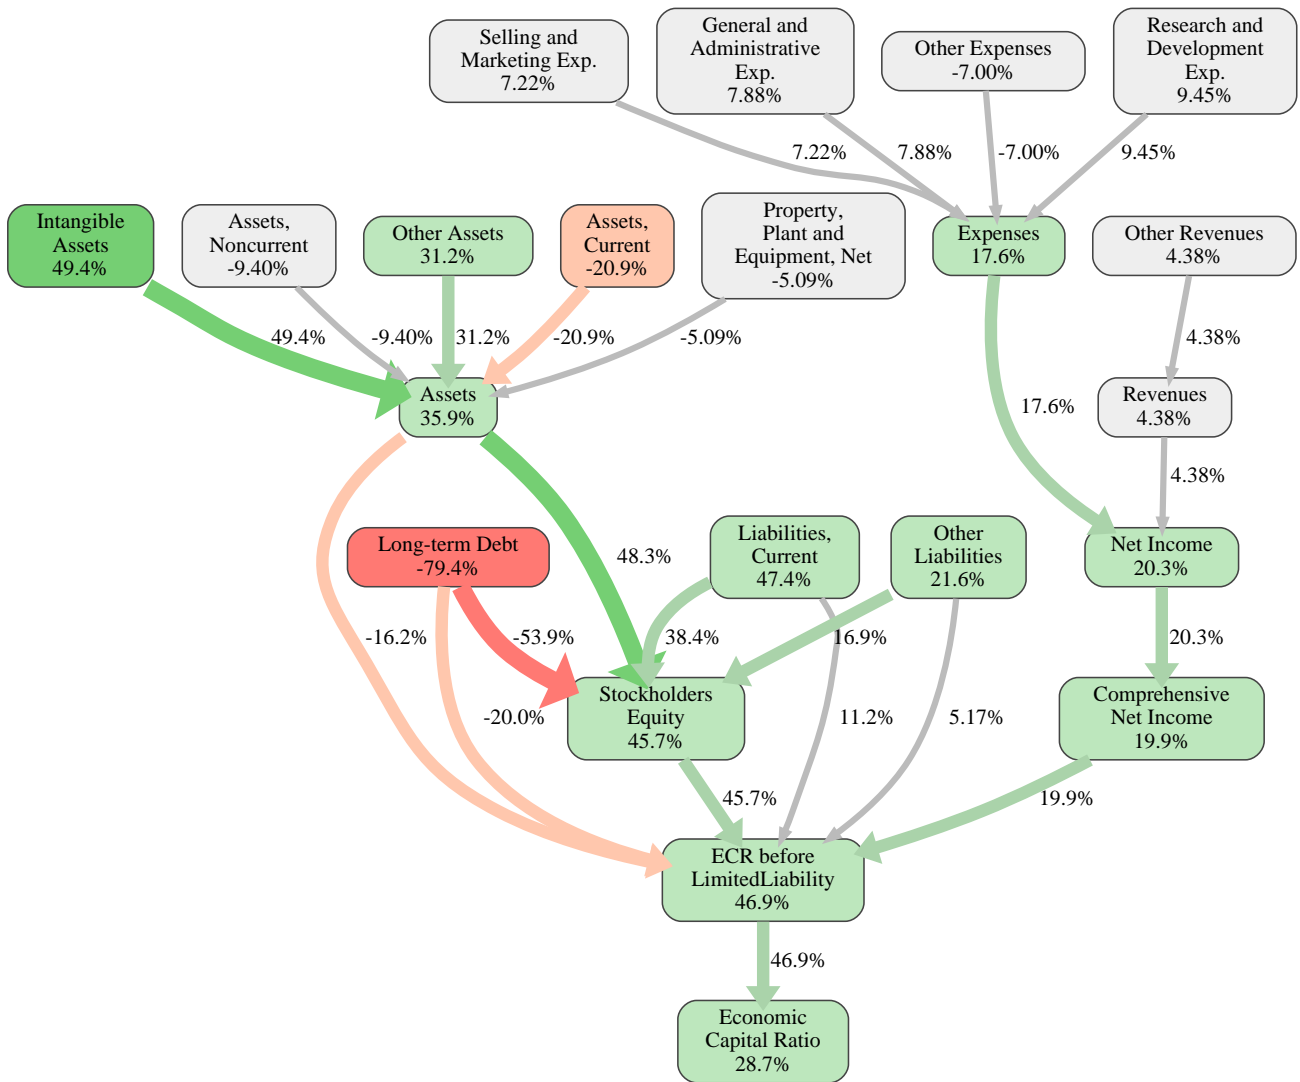 Selling and
Marketing Exp.
7.22%
General and
Administrative
Exp.
7.88%
Other Expenses
-7.00%
Research and
Development
Exp.
9.45%
7.22%
7.88%
-7.00%
9.45%
Intangible
Assets
49.4%
Assets,
Noncurrent
-9.40%
Other Assets
31.2%
Assets,
Current
-20.9%
Property,
Plant and
Equipment, Net
-5.09%
Expenses
17.6%
Other Revenues
4.38%
49.4%
-9.40%
31.2%
-20.9%
-5.09%
4.38%
Assets
35.9%
17.6%
Revenues
4.38%
4.38%
Long-term Debt
-79.4%
48.3%
Liabilities,
Current
47.4%
Other
Liabilities
21.6%
Net Income
20.3%
-16.2%
-53.9%
38.4%
16.9%
20.3%
-20.0%
Stockholders
Equity
45.7%
11.2%
5.17%
Comprehensive
Net Income
19.9%
45.7%
19.9%
ECR before
LimitedLiability
46.9%
46.9%
Economic
Capital Ratio
28.7%